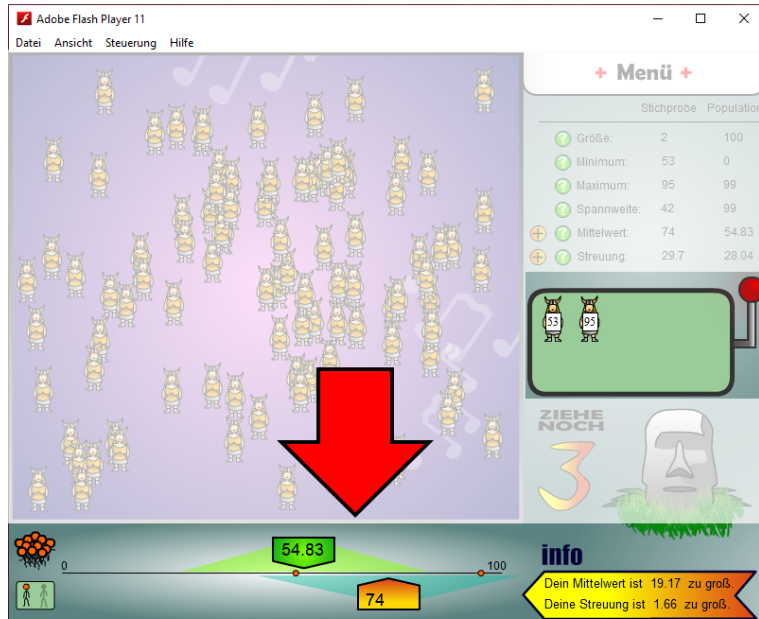 Adobe Flash Player 11
Datei Ansicht Steuerung Hilfe
+ Menü +
Stichprobe Population
? Größe: 2 100
? Minimum: 53 0
? Maximum: 95 99
? Spannweite: 42 99
+ ? Mittelwert: 74 54.83
+ ? Streuung: 29.7 28.04
53 95
ZIEHE
NOCH
3
54.83
0 100
74
info
Dein Mittelwert ist 19.17 zu groß.
Deine Streuung ist 1.66 zu groß.